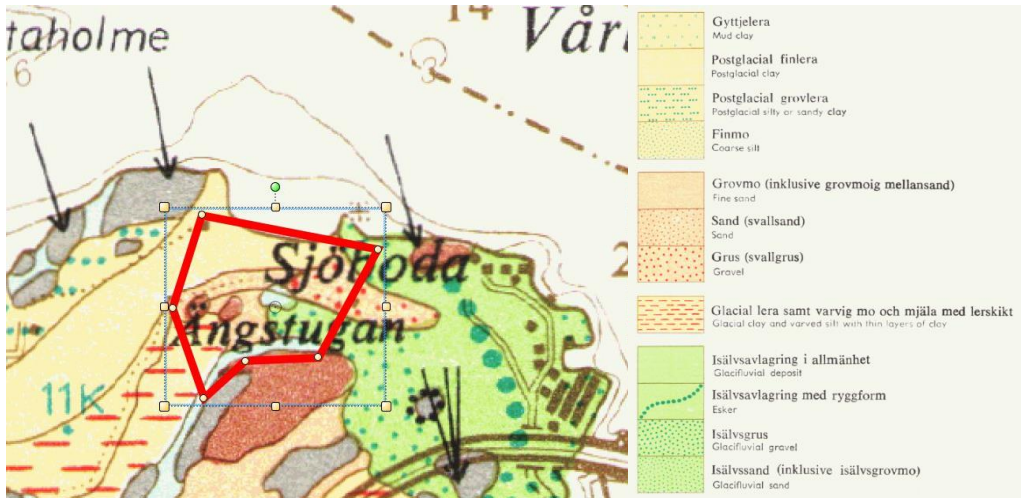 taholme
14
Vårl
6
3
Sjöboda
2
Ängstugan
11K
Gyttjelera
Mud clay
Postglacial finlera
Postglacial clay
Postglacial grovlera
Postglacial silty or sandy clay
Finmo
Coarse silt
Grovmo (inklusive grovmoig mellansand)
Fine sand
Sand (svallsand)
Sand
Grus (svallgrus)
Gravel
Glacial lera samt varvig mo och mjäla med lerskikt
Glacial clay and varved silt with thin layers of clay
Isälvsavlagring i allmänhet
Glacifluvial deposit
Isälvsavlagring med ryggform
Esker
Isälvsgrus
Glacifluvial gravel
Isälvssand (inklusive isälvsgrovmo)
Glacifluvial sand